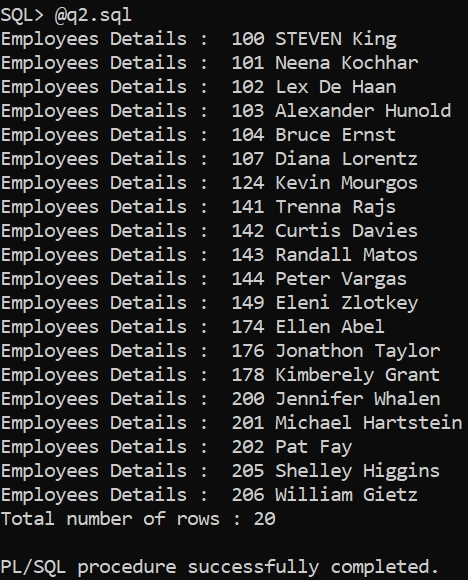 SQL> @q2.sql
Employees Details :  100 STEVEN King
Employees Details :  101 Neena Kochhar
Employees Details :  102 Lex De Haan
Employees Details :  103 Alexander Hunold
Employees Details :  104 Bruce Ernst
Employees Details :  107 Diana Lorentz
Employees Details :  124 Kevin Mourgos
Employees Details :  141 Trenna Rajs
Employees Details :  142 Curtis Davies
Employees Details :  143 Randall Matos
Employees Details :  144 Peter Vargas
Employees Details :  149 Eleni Zlotkey
Employees Details :  174 Ellen Abel
Employees Details :  176 Jonathon Taylor
Employees Details :  178 Kimberely Grant
Employees Details :  200 Jennifer Whalen
Employees Details :  201 Michael Hartstein
Employees Details :  202 Pat Fay
Employees Details :  205 Shelley Higgins
Employees Details :  206 William Gietz
Total number of rows : 20
PL/SQL procedure successfully completed.